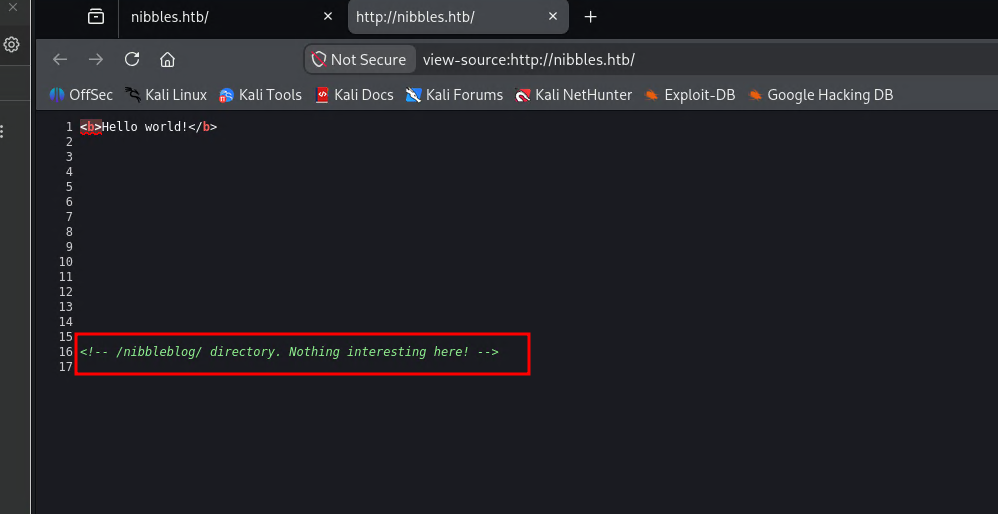 nibbles.htb/
http://nibbles.htb/
Not Secure view-source:http://nibbles.htb/
OffSec Kali Linux Kali Tools Kali Docs Kali Forums Kali NetHunter Exploit-DB Google Hacking DB
1 <b>Hello world!</b>
2
3
4
5
6
7
8
9
10
11
12
13
14
15
16 <!-- /nibbleblog/ directory. Nothing interesting here! -->
17